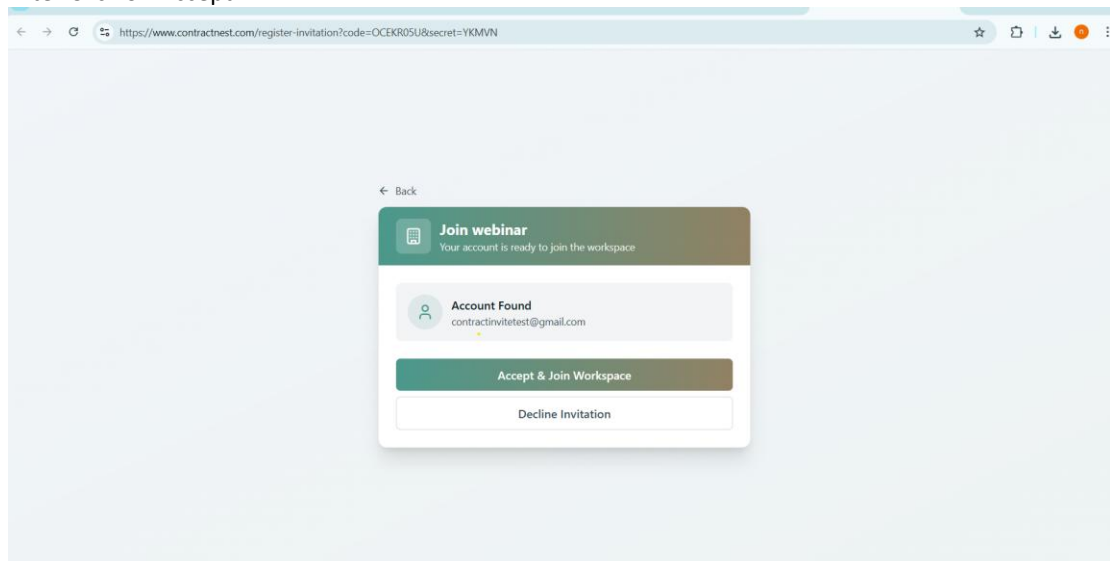 https://www.contractnest.com/register-invitation?code=OCEKR05U&secret=YKMVN
Back
Join webinar
Your account is ready to join the workspace
Account Found
contractinvitetest@gmail.com
Accept & Join Workspace
Decline Invitation